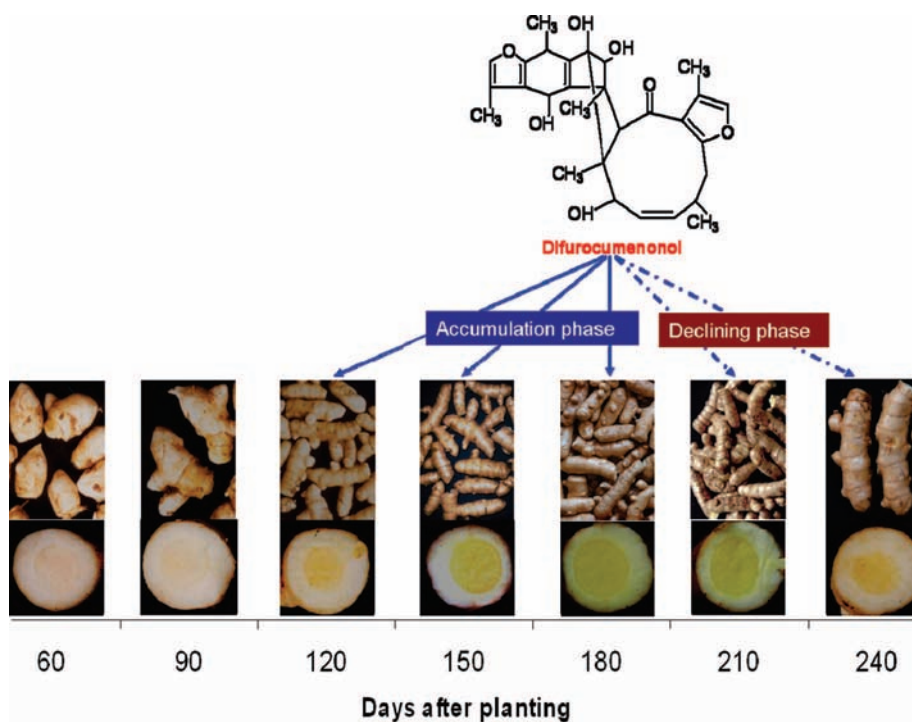 CH₃
OH
OH
O
CH₃
O
CH₃
CH₃
OH
O
CH₃
CH₃
OH
Difurocumenonol
Accumulation phase
Declining phase
60 90 120 150 180 210 240
Days after planting